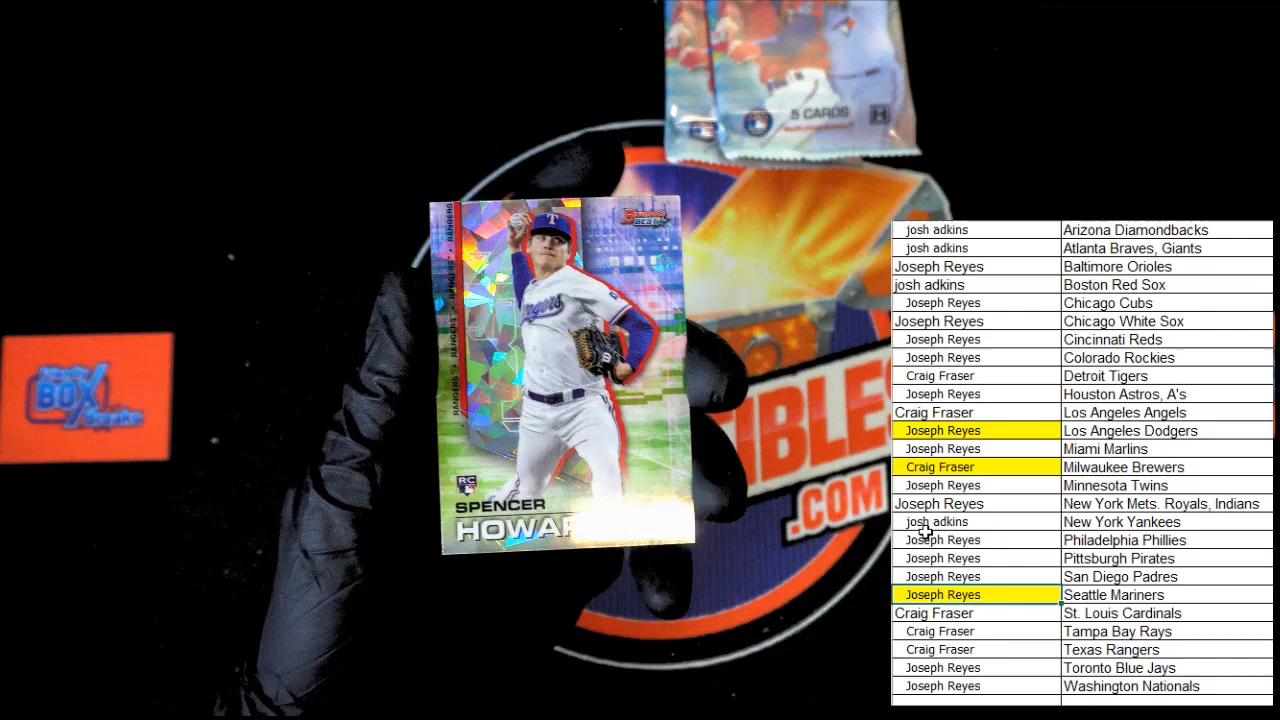 5 CARDS
RANGERS • RANGERS • RANGERS • RANGERS
Bowman's
BEST
T
Rangers
RC
SPENCER
HOWAR
BOX
Breaks
IBLES
.COM
josh adkins Arizona Diamondbacks
josh adkins Atlanta Braves, Giants
Joseph Reyes Baltimore Orioles
josh adkins Boston Red Sox
Joseph Reyes Chicago Cubs
Joseph Reyes Chicago White Sox
Joseph Reyes Cincinnati Reds
Joseph Reyes Colorado Rockies
Craig Fraser Detroit Tigers
Joseph Reyes Houston Astros, A's
Craig Fraser Los Angeles Angels
Joseph Reyes Los Angeles Dodgers
Joseph Reyes Miami Marlins
Craig Fraser Milwaukee Brewers
Joseph Reyes Minnesota Twins
Joseph Reyes New York Mets. Royals, Indians
josh adkins New York Yankees
Joseph Reyes Philadelphia Phillies
Joseph Reyes Pittsburgh Pirates
Joseph Reyes San Diego Padres
Joseph Reyes Seattle Mariners
Craig Fraser St. Louis Cardinals
Craig Fraser Tampa Bay Rays
Craig Fraser Texas Rangers
Joseph Reyes Toronto Blue Jays
Joseph Reyes Washington Nationals